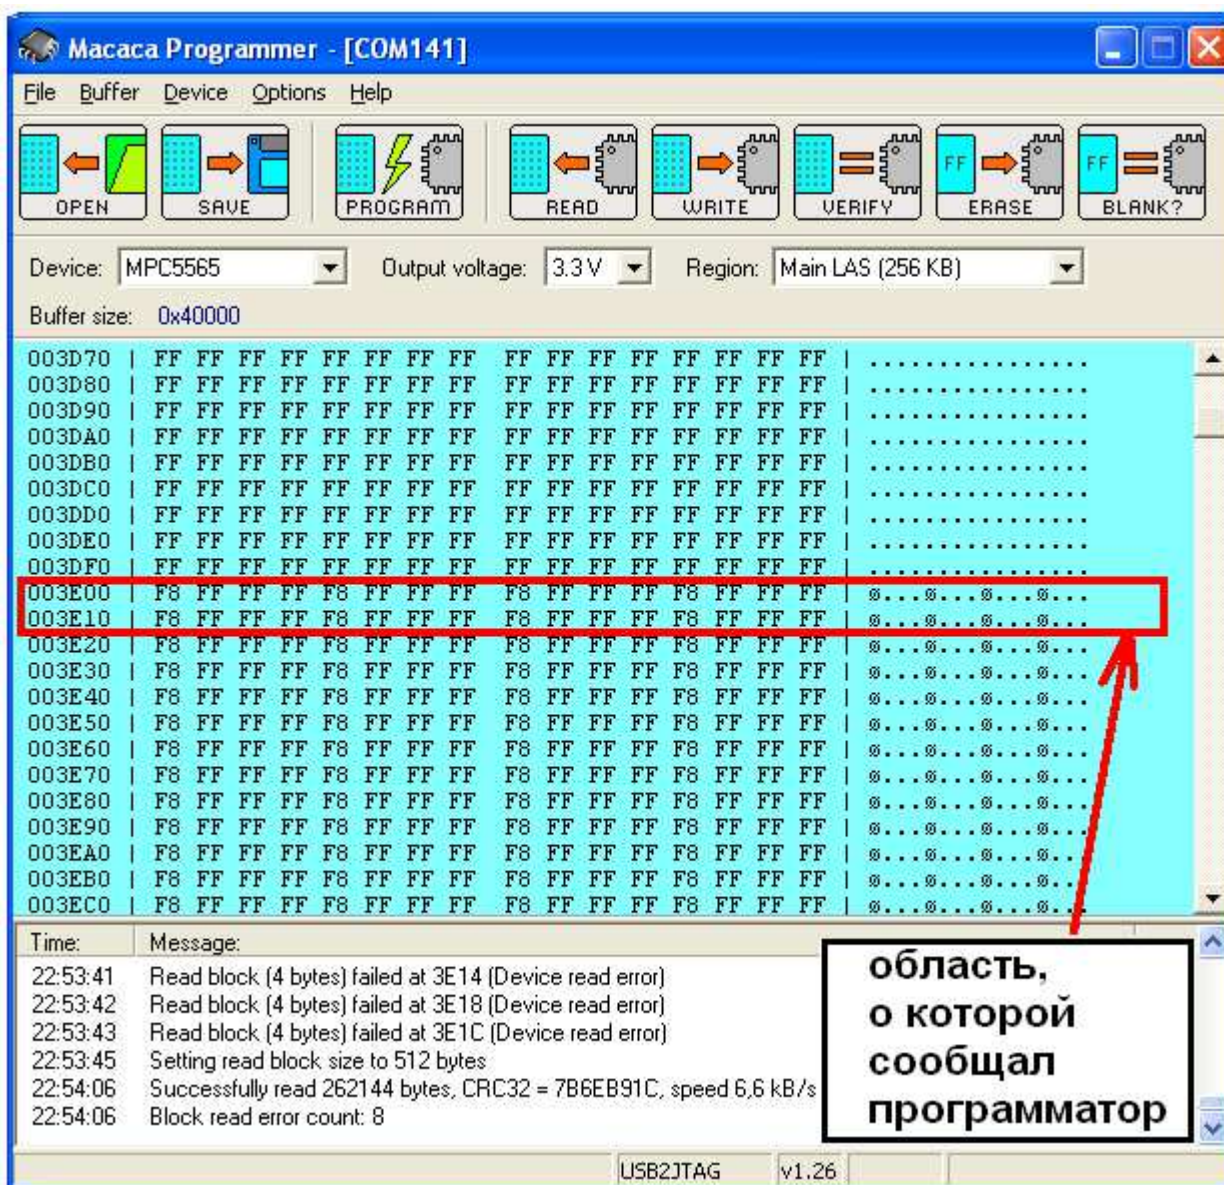 Macaca Programmer - [COM141]
File Buffer Device Options Help
FF FF
OPEN SAVE PROGRAM READ WRITE VERIFY ERASE BLANK?
Device: MPC5565 Output voltage: 3.3 V Region: Main LAS (256 KB)
Buffer size: 0x40000
003D70 | FF FF FF FF FF FF FF FF FF FF FF FF FF FF FF FF | ................
003D80 | FF FF FF FF FF FF FF FF FF FF FF FF FF FF FF FF | ................
003D90 | FF FF FF FF FF FF FF FF FF FF FF FF FF FF FF FF | ................
003DA0 | FF FF FF FF FF FF FF FF FF FF FF FF FF FF FF FF | ................
003DB0 | FF FF FF FF FF FF FF FF FF FF FF FF FF FF FF FF | ................
003DC0 | FF FF FF FF FF FF FF FF FF FF FF FF FF FF FF FF | ................
003DD0 | FF FF FF FF FF FF FF FF FF FF FF FF FF FF FF FF | ................
003DE0 | FF FF FF FF FF FF FF FF FF FF FF FF FF FF FF FF | ................
003DF0 | FF FF FF FF FF FF FF FF FF FF FF FF FF FF FF FF | ................
003E00 | F8 FF FF FF F8 FF FF FF F8 FF FF FF F8 FF FF FF | ø...ø...ø...ø...
003E10 | F8 FF FF FF F8 FF FF FF F8 FF FF FF F8 FF FF FF | ø...ø...ø...ø...
003E20 | F8 FF FF FF F8 FF FF FF F8 FF FF FF F8 FF FF FF | ø...ø...ø...ø...
003E30 | F8 FF FF FF F8 FF FF FF F8 FF FF FF F8 FF FF FF | ø...ø...ø...ø...
003E40 | F8 FF FF FF F8 FF FF FF F8 FF FF FF F8 FF FF FF | ø...ø...ø...ø...
003E50 | F8 FF FF FF F8 FF FF FF F8 FF FF FF F8 FF FF FF | ø...ø...ø...ø...
003E60 | F8 FF FF FF F8 FF FF FF F8 FF FF FF F8 FF FF FF | ø...ø...ø...ø...
003E70 | F8 FF FF FF F8 FF FF FF F8 FF FF FF F8 FF FF FF | ø...ø...ø...ø...
003E80 | F8 FF FF FF F8 FF FF FF F8 FF FF FF F8 FF FF FF | ø...ø...ø...ø...
003E90 | F8 FF FF FF F8 FF FF FF F8 FF FF FF F8 FF FF FF | ø...ø...ø...ø...
003EA0 | F8 FF FF FF F8 FF FF FF F8 FF FF FF F8 FF FF FF | ø...ø...ø...ø...
003EB0 | F8 FF FF FF F8 FF FF FF F8 FF FF FF F8 FF FF FF | ø...ø...ø...ø...
003EC0 | F8 FF FF FF F8 FF FF FF F8 FF FF FF F8 FF FF FF | ø...ø...ø...ø...
Time: Message:
22:53:41 Read block (4 bytes) failed at 3E14 (Device read error)
22:53:42 Read block (4 bytes) failed at 3E18 (Device read error)
22:53:43 Read block (4 bytes) failed at 3E1C (Device read error)
22:53:45 Setting read block size to 512 bytes
22:54:06 Successfully read 262144 bytes, CRC32 = 7B6EB91C, speed 6,6 kB/s
22:54:06 Block read error count: 8
область,
о которой
сообщал
программатор
USB2JTAG v1.26